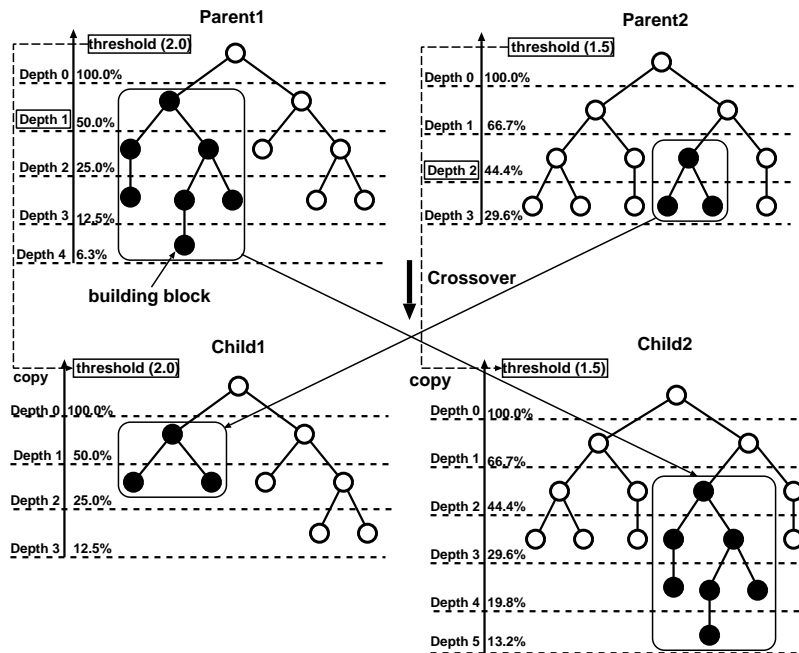 Parent1
threshold (2.0)
Depth 0 100.0%
Depth 1 50.0%
Depth 2 25.0%
Depth 3 12.5%
Depth 4 6.3%
building block
Parent2
threshold (1.5)
Depth 0 100.0%
Depth 1 66.7%
Depth 2 44.4%
Depth 3 29.6%
Crossover
Child1
threshold (2.0)
copy
Depth 0 100.0%
Depth 1 50.0%
Depth 2 25.0%
Depth 3 12.5%
Child2
threshold (1.5)
copy
Depth 0 100.0%
Depth 1 66.7%
Depth 2 44.4%
Depth 3 29.6%
Depth 4 19.8%
Depth 5 13.2%